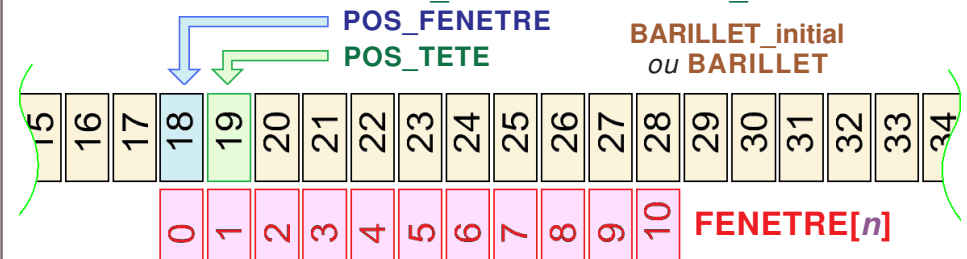 POS_FENETRE
POS_TETE
BARILLET_initial
ou BARILLET
15 16 17 18 19 20 21 22 23 24 25 26 27 28 29 30 31 32 33 34
0 1 2 3 4 5 6 7 8 9 10 FENETRE[n]